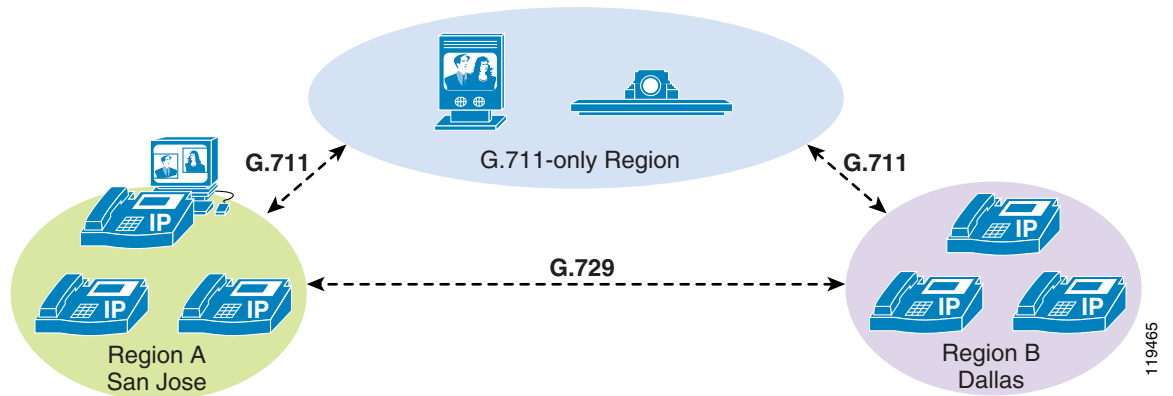 G.711-only Region
G.711
G.711
IP
IP
IP
Region A
San Jose
G.729
IP
IP
IP
Region B
Dallas
119465